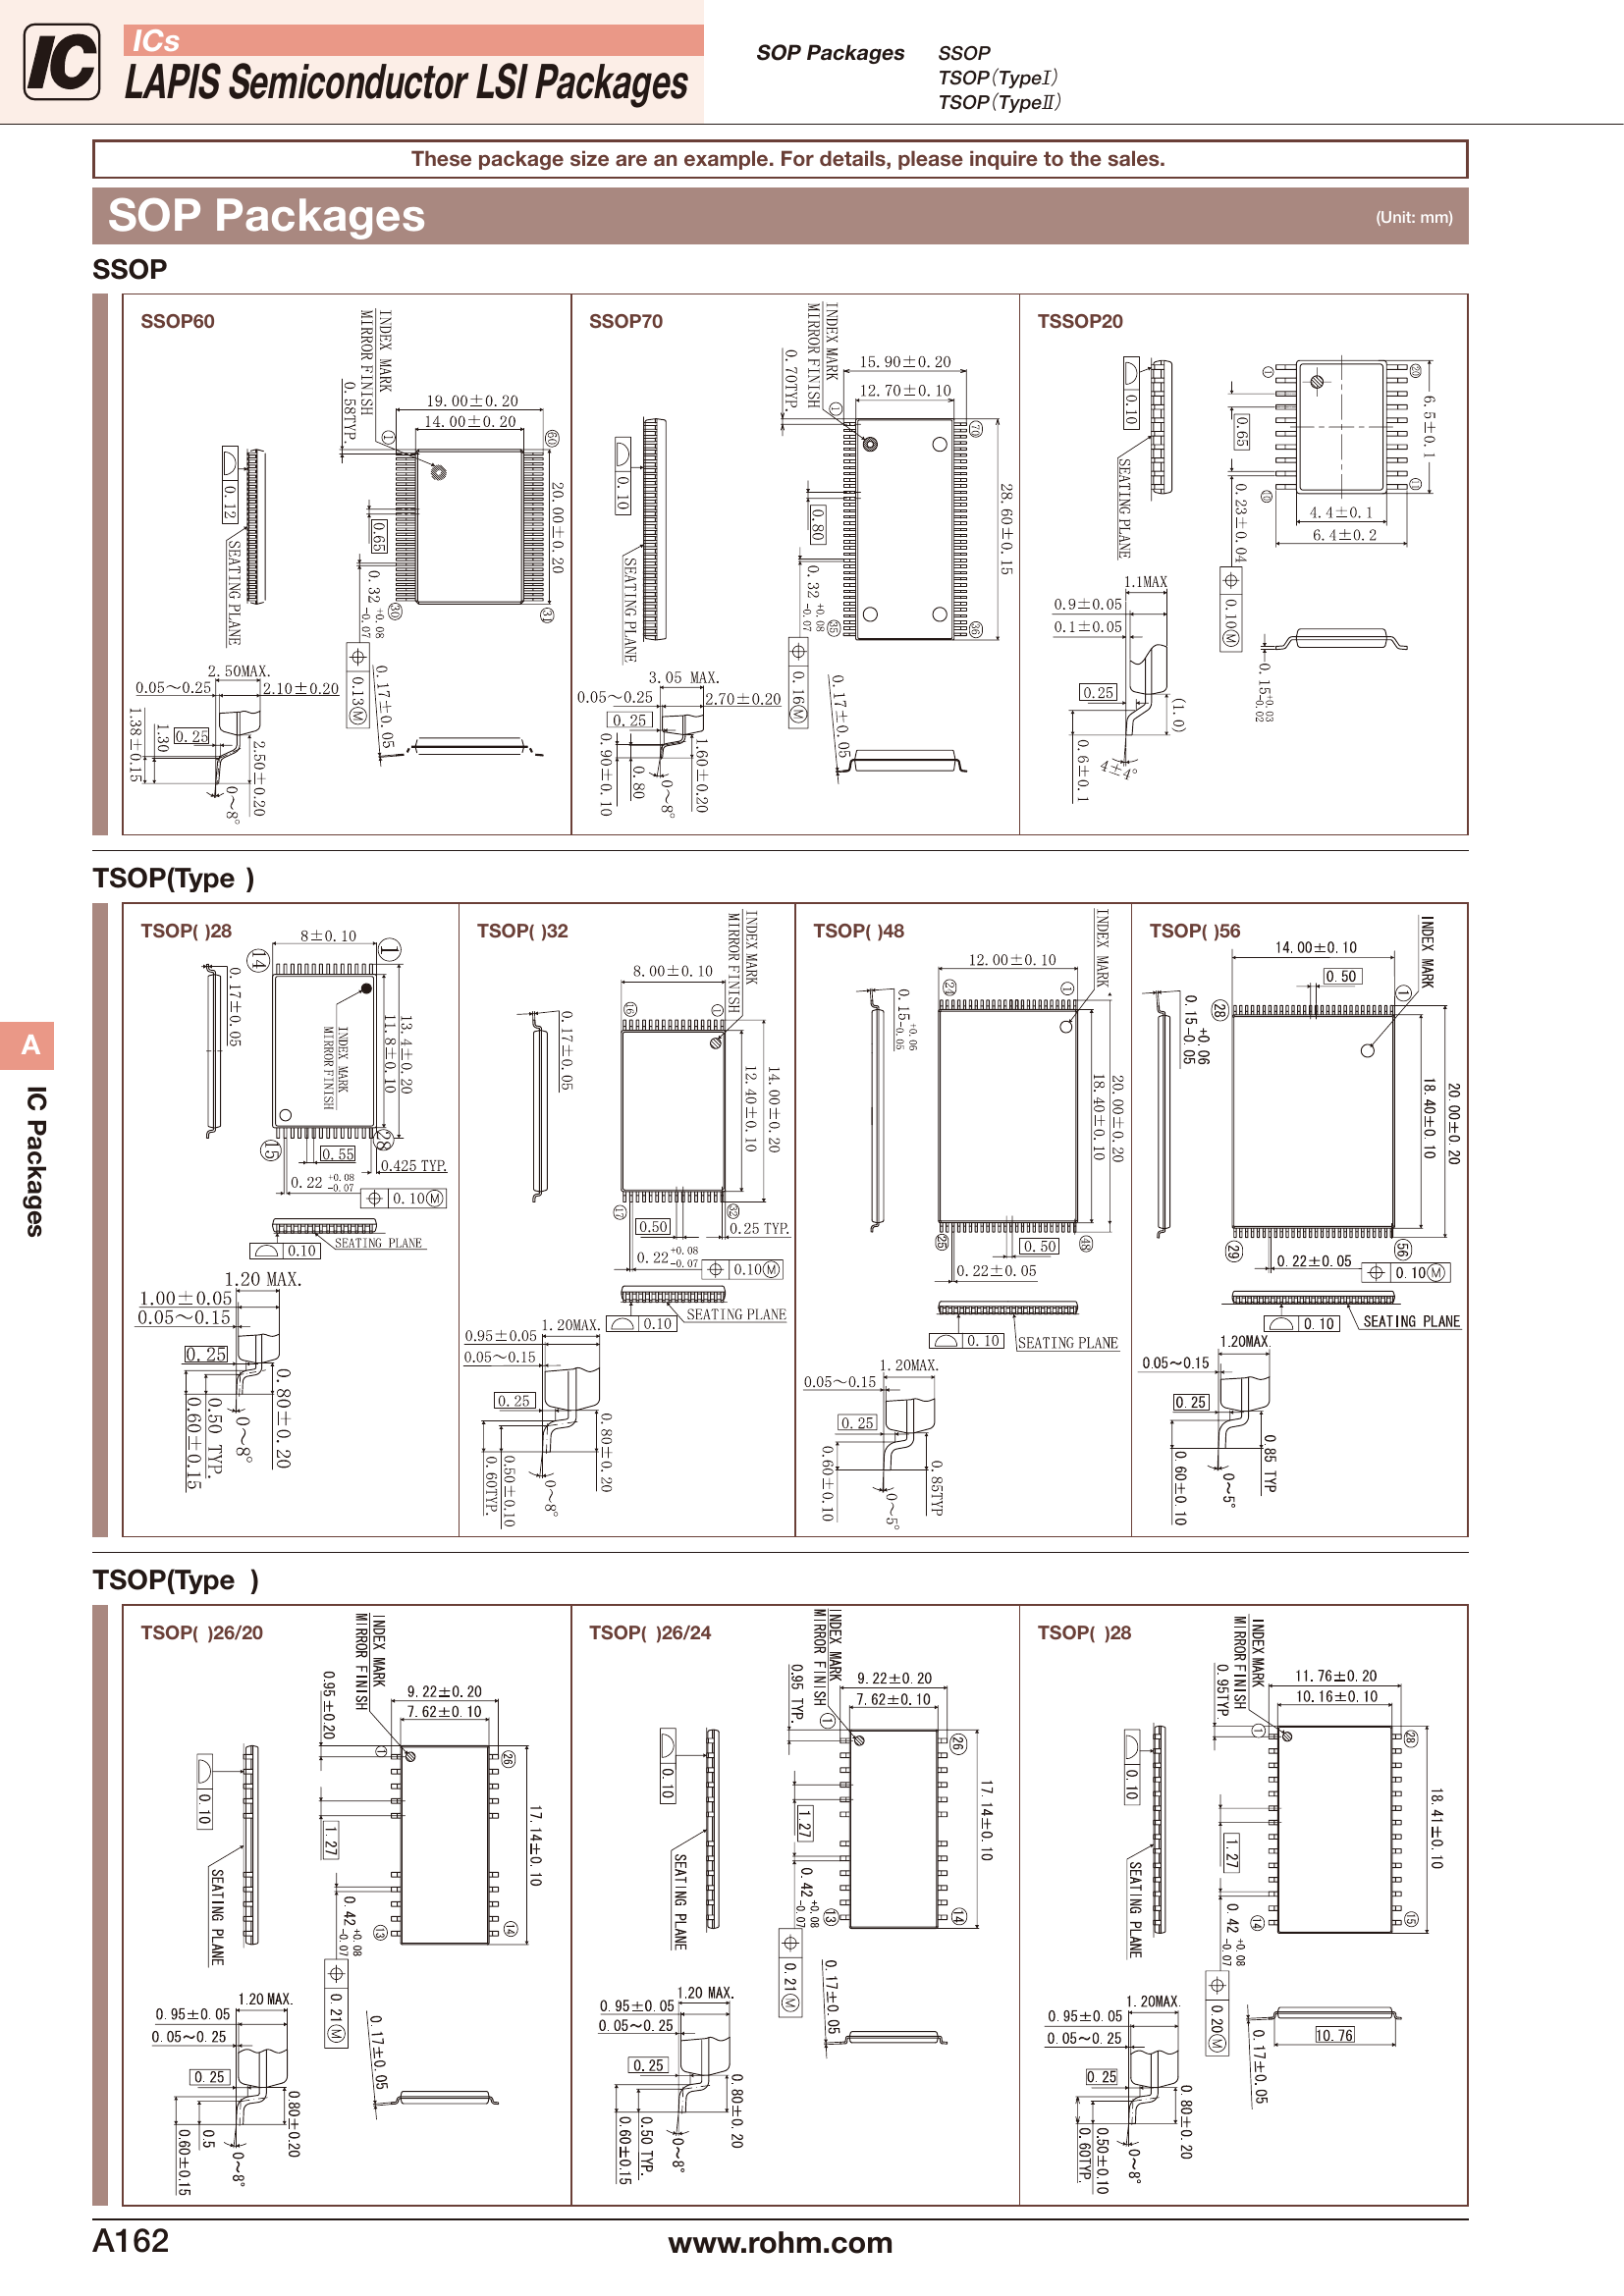 IC
ICs
LAPIS Semiconductor LSI Packages
SOP Packages
SSOP
TSOP(TypeⅠ)
TSOP(TypeⅡ)
These package size are an example. For details, please inquire to the sales.
SOP Packages
(Unit: mm)
SSOP
SSOP60
INDEX MARK
MIRROR FINISH
0.58TYP.
19.00±0.20
14.00±0.20
①
60
20.00±0.20
0.12
SEATING PLANE
0.65
0.32 +0.08 -0.07
30
31
0.13Ⓜ
0.17±0.05
2.50MAX.
0.05～0.25
2.10±0.20
1.38±0.15
1.30
0.25
2.50±0.20
0～8°
SSOP70
INDEX MARK
MIRROR FINISH
0.70TYP.
15.90±0.20
12.70±0.10
①
70
28.60±0.15
0.10
SEATING PLANE
0.80
0.32 +0.08 -0.07
35
36
0.16Ⓜ
0.17±0.05
3.05 MAX.
0.05～0.25
2.70±0.20
0.25
0.90±0.10
0.80
1.60±0.20
0～8°
TSSOP20
0.10
SEATING PLANE
①
20
6.5±0.1
0.65
10
11
0.23±0.04
4.4±0.1
6.4±0.2
0.10Ⓜ
1.1MAX
0.9±0.05
0.1±0.05
0.25
(1.0)
0.6±0.1
4±4°
0.15 +0.03 -0.02
TSOP(Type )
TSOP( )28
8±0.10
14
①
0.17±0.05
INDEX MARK
MIRROR FINISH
11.8±0.10
13.4±0.20
15
28
0.55
0.425 TYP.
0.22 +0.08 -0.07
0.10Ⓜ
0.10
SEATING PLANE
1.20 MAX.
1.00±0.05
0.05～0.15
0.25
0.60±0.15
0.50 TYP.
0～8°
0.80±0.20
TSOP( )32
INDEX MARK
MIRROR FINISH
8.00±0.10
16
①
0.17±0.05
12.40±0.10
14.00±0.20
17
32
0.50
0.25 TYP.
0.22 +0.08 -0.07
0.10Ⓜ
0.10
SEATING PLANE
1.20MAX.
0.95±0.05
0.05～0.15
0.25
0.60TYP.
0.50±0.10
0～8°
0.80±0.20
TSOP( )48
INDEX MARK
12.00±0.10
①
0.15 +0.06 -0.05
18.40±0.10
20.00±0.20
25
48
0.50
0.22±0.05
0.10
SEATING PLANE
1.20MAX.
0.05～0.15
0.25
0.60±0.10
0～5°
0.85TYP
TSOP( )56
INDEX MARK
14.00±0.10
0.50
28
①
0.15 +0.06 -0.05
18.40±0.10
20.00±0.20
29
56
0.22±0.05
0.10Ⓜ
0.10
SEATING PLANE
1.20MAX.
0.05～0.15
0.25
0.60±0.10
0～5°
0.85 TYP
TSOP(Type )
TSOP( )26/20
INDEX MARK
MIRROR FINISH
0.95±0.20
9.22±0.20
7.62±0.10
①
26
17.14±0.10
0.10
SEATING PLANE
1.27
0.42 +0.08 -0.07
13
14
0.21Ⓜ
0.17±0.05
1.20 MAX.
0.95±0.05
0.05～0.25
0.25
0.60±0.15
0.5
0～8°
0.80±0.20
TSOP( )26/24
INDEX MARK
MIRROR FINISH
0.95 TYP.
9.22±0.20
7.62±0.10
①
26
17.14±0.10
0.10
SEATING PLANE
1.27
0.42 +0.08 -0.07
13
14
0.21Ⓜ
0.17±0.05
1.20 MAX.
0.95±0.05
0.05～0.25
0.25
0.60±0.15
0.50 TYP.
0～8°
0.80±0.20
TSOP( )28
INDEX MARK
MIRROR FINISH
0.95TYP.
11.76±0.20
10.16±0.10
①
28
18.41±0.10
0.10
SEATING PLANE
1.27
0.42 +0.08 -0.07
14
15
0.20Ⓜ
0.17±0.05
10.76
1.20MAX.
0.95±0.05
0.05～0.25
0.25
0.60TYP.
0.50±0.10
0～8°
0.80±0.20
A
IC Packages
A162
www.rohm.com